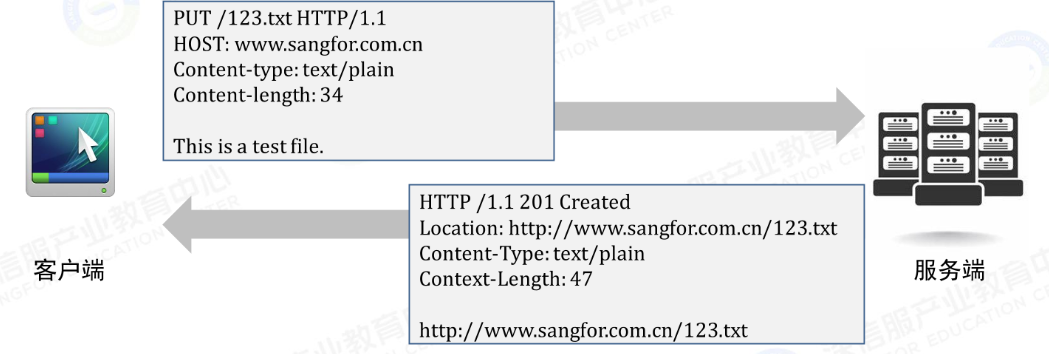 PUT /123.txt HTTP/1.1
HOST: www.sangfor.com.cn
Content-type: text/plain
Content-length: 34
This is a test file.
HTTP /1.1 201 Created
Location: http://www.sangfor.com.cn/123.txt
Content-Type: text/plain
Context-Length: 47
http://www.sangfor.com.cn/123.txt
客户端
服务端